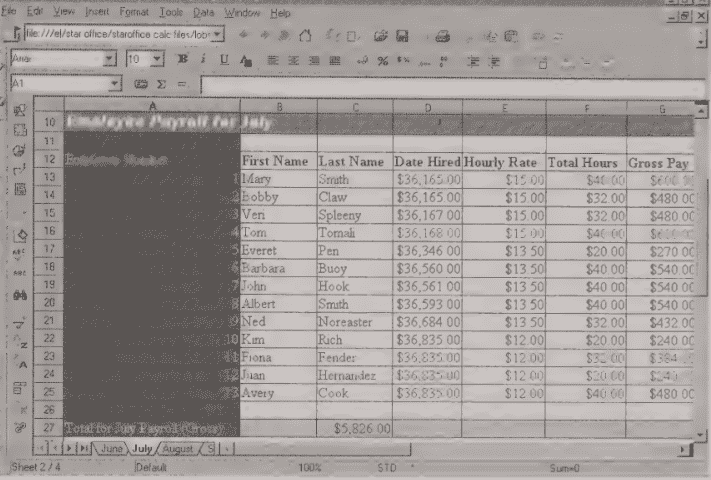 File Edit View Insert Format Tools Data Window Help
file:///e|/star office/staroffice calc files/lob
Arial 10 B i U A
A1 Σ =
A B C D E F G
10 Employee Payroll for July
11
12 Employee Number First Name Last Name Date Hired Hourly Rate Total Hours Gross Pay
13 1 Mary Smith $36,165.00 $15.00 $40.00
14 2 Bobby Claw $36,165.00 $15.00 $32.00 $480.00
15 3 Veri Spleeny $36,167.00 $15.00 $32.00 $480.00
16 4 Tom Tomali $36,168.00 $15.00 $40.00
17 5 Everet Pen $36,346.00 $13.50 $20.00 $270.00
18 6 Barbara Buoy $36,560.00 $13.50 $40.00 $540.00
19 7 John Hook $36,561.00 $13.50 $40.00 $540.00
20 8 Albert Smith $36,593.00 $13.50 $40.00 $540.00
21 9 Ned Noreaster $36,684.00 $13.50 $32.00 $432.00
22 10 Kim Rich $36,835.00 $12.00 $20.00 $240.00
23 11 Fiona Fender $36,835.00 $12.00 $32.00
24 12 Juan Hernandez $36,835.00 $12.00 $20.00
25 13 Avery Cook $36,835.00 $12.00 $40.00 $480.00
26
27 Total for July Payroll (Gross) $5,826.00
June July August S
Sheet 2 / 4 Default 100% STD * Sum=0